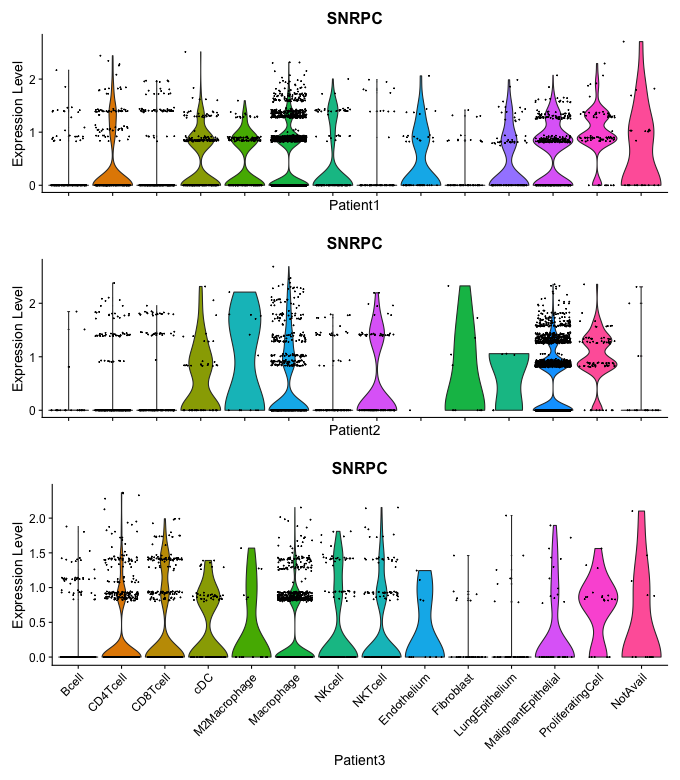 SNRPC
Expression Level
2
1
0
Patient1
SNRPC
Expression Level
2
1
0
Patient2
SNRPC
Expression Level
2.0
1.5
1.0
0.5
0.0
Bcell
CD4Tcell
CD8Tcell
cDC
M2Macrophage
Macrophage
NKcell
NKTcell
Endothelium
Fibroblast
LungEpithelium
MalignantEpithelial
ProliferatingCell
NotAvail
Patient3